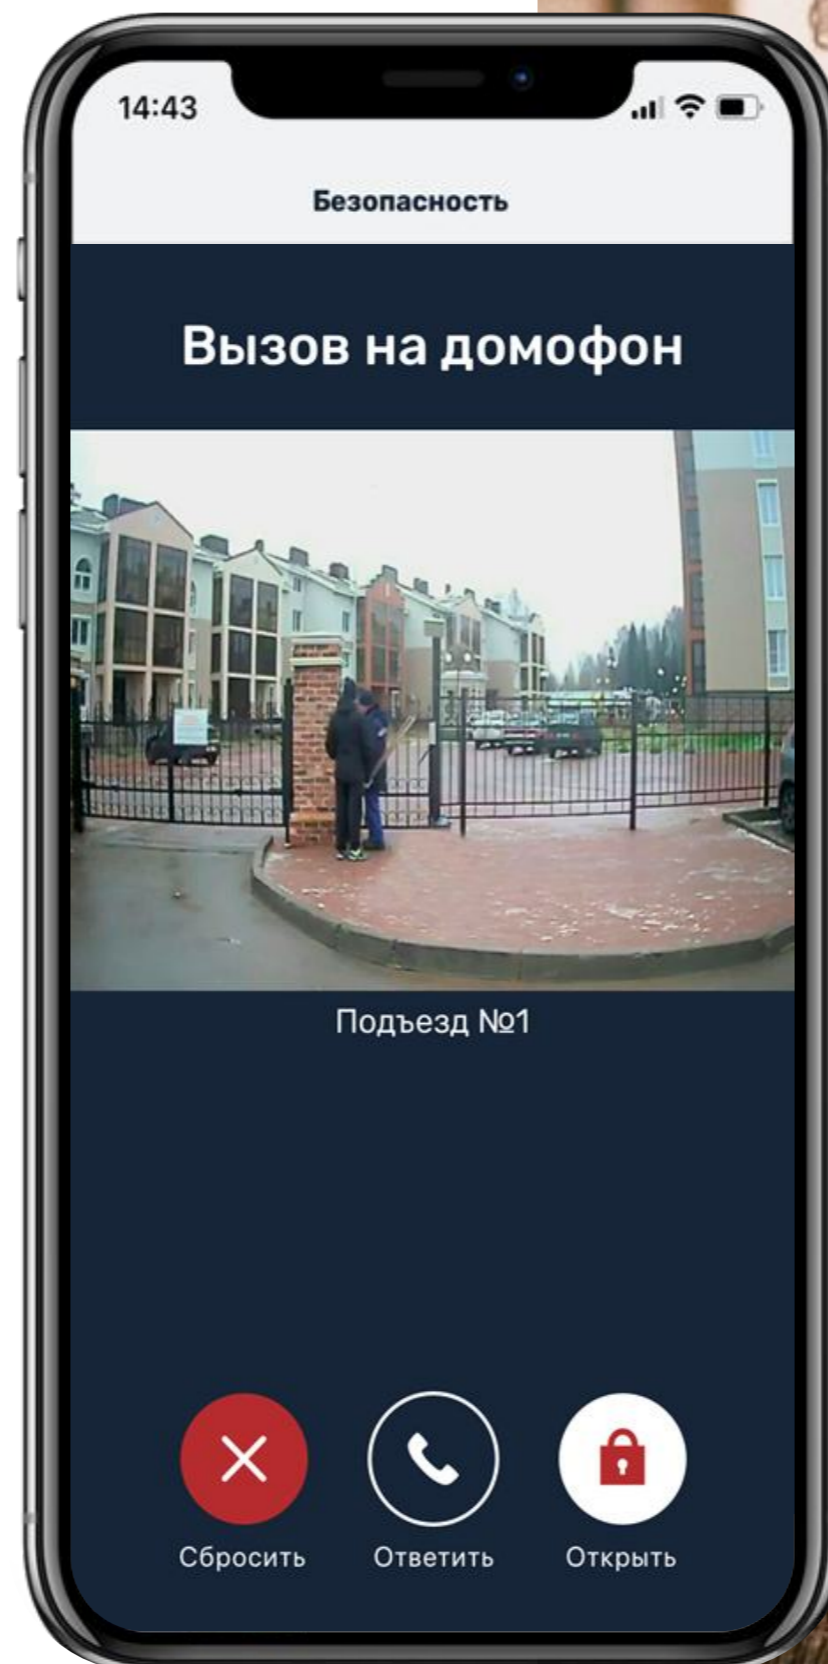 14:43
Безопасность
Вызов на домофон
Подъезд №1
Сбросить
Ответить
Открыть